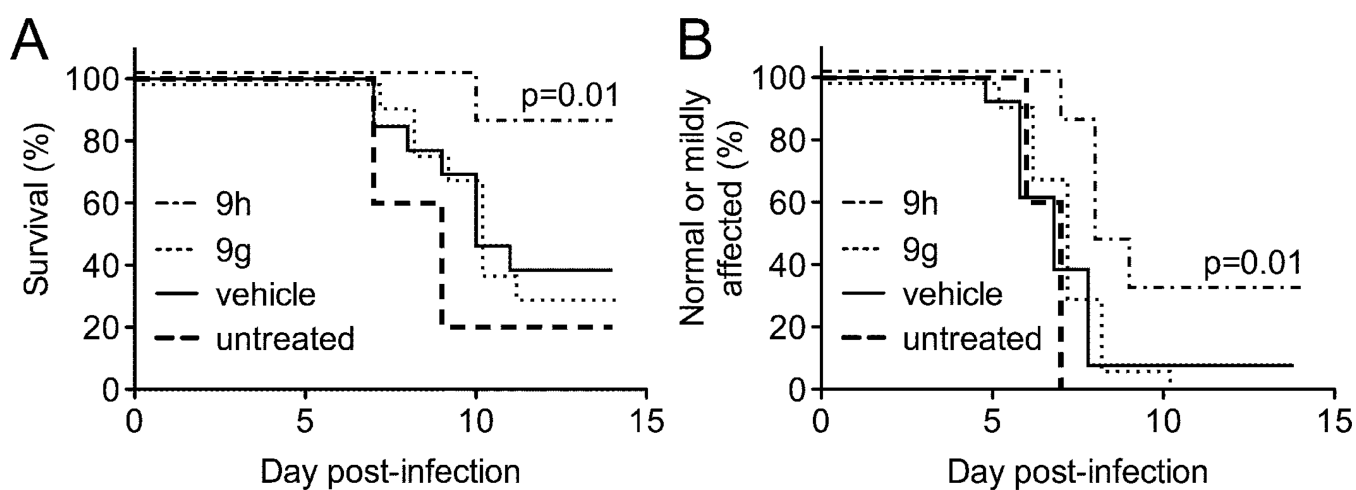 A
Survival (%)
100
80
60
40
20
0
p=0.01
9h
9g
vehicle
untreated
0
5
10
15
Day post-infection
B
Normal or mildly
affected (%)
100
80
60
40
20
0
9h
9g
vehicle
untreated
p=0.01
0
5
10
15
Day post-infection